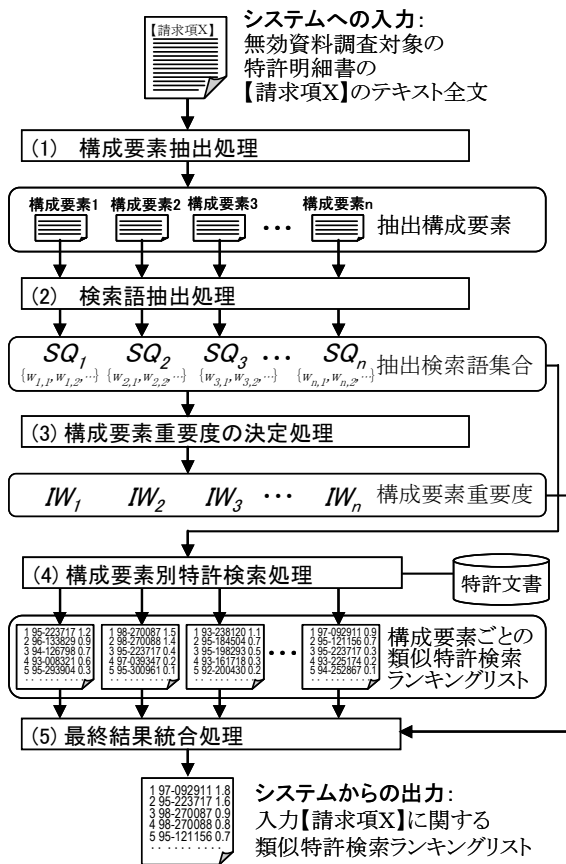 【請求項X】
システムへの入力:
無効資料調査対象の
特許明細書の
【請求項X】のテキスト全文
(1) 構成要素抽出処理
構成要素1 構成要素2 構成要素3 ・・・ 構成要素n 抽出構成要素
(2) 検索語抽出処理
SQ1 SQ2 SQ3 ・・・ SQn 抽出検索語集合
{w1,1, w1,2, …} {w2,1, w2,2, …} {w3,1, w3,2, …} {wn,1, wn,2, …}
(3) 構成要素重要度の決定処理
IW1 IW2 IW3 ・・・ IWn 構成要素重要度
(4) 構成要素別特許検索処理
特許文書
1 95-223717 1.2
2 96-133829 0.9
3 94-126798 0.7
4 93-008321 0.6
5 95-293904 0.3
1 98-270087 1.5
2 98-270088 1.4
3 95-223717 0.4
4 97-039347 0.2
5 95-300961 0.1
1 93-238120 1.1
2 95-184504 0.7
3 95-198293 0.5
4 93-161718 0.3
5 92-200430 0.2
・・・
1 97-092911 0.9
2 95-121156 0.7
3 95-223717 0.3
4 93-225174 0.2
5 94-252867 0.1
構成要素ごとの
類似特許検索
ランキングリスト
(5) 最終結果統合処理
1 97-092911 1.8
2 95-223717 1.6
3 98-270087 0.9
4 98-270088 0.8
5 95-121156 0.7
システムからの出力:
入力【請求項X】に関する
類似特許検索ランキングリスト